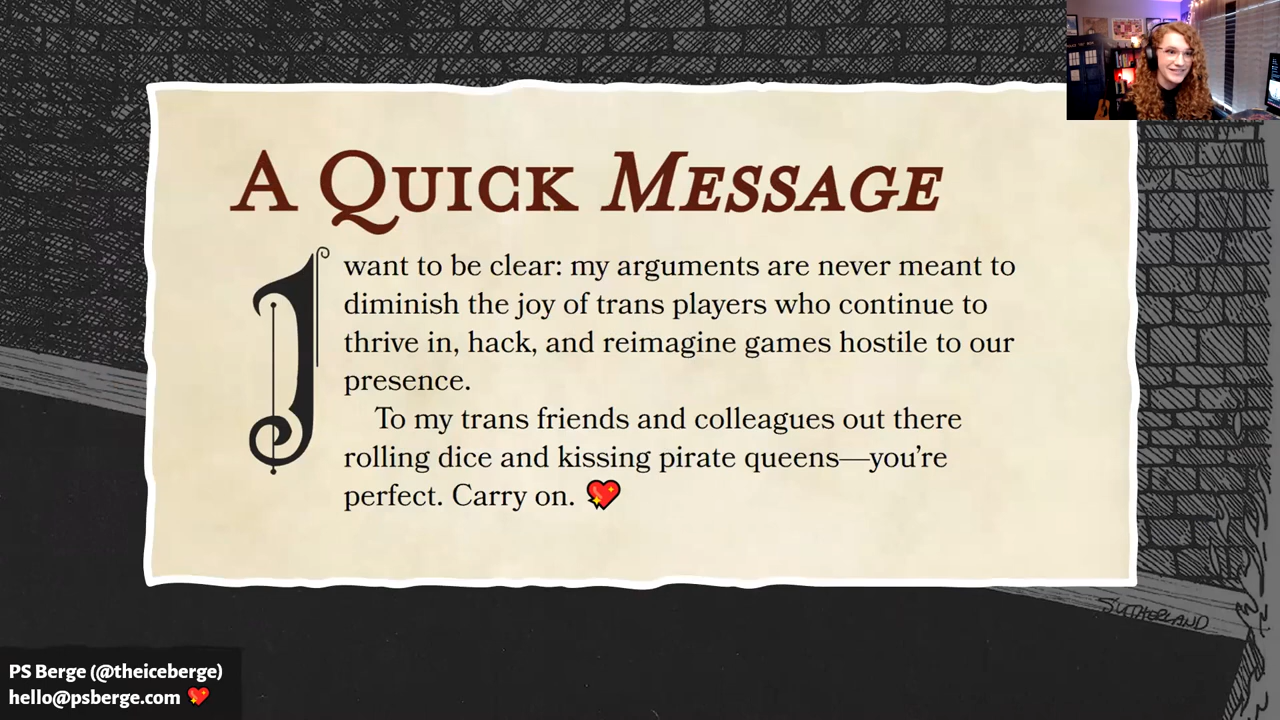 A QUICK MESSAGE
I want to be clear: my arguments are never meant to
diminish the joy of trans players who continue to
thrive in, hack, and reimagine games hostile to our
presence.
To my trans friends and colleagues out there
rolling dice and kissing pirate queens—you're
perfect. Carry on. 💖
SUTHERLAND
PS Berge (@theiceberge)
hello@psberge.com 💖